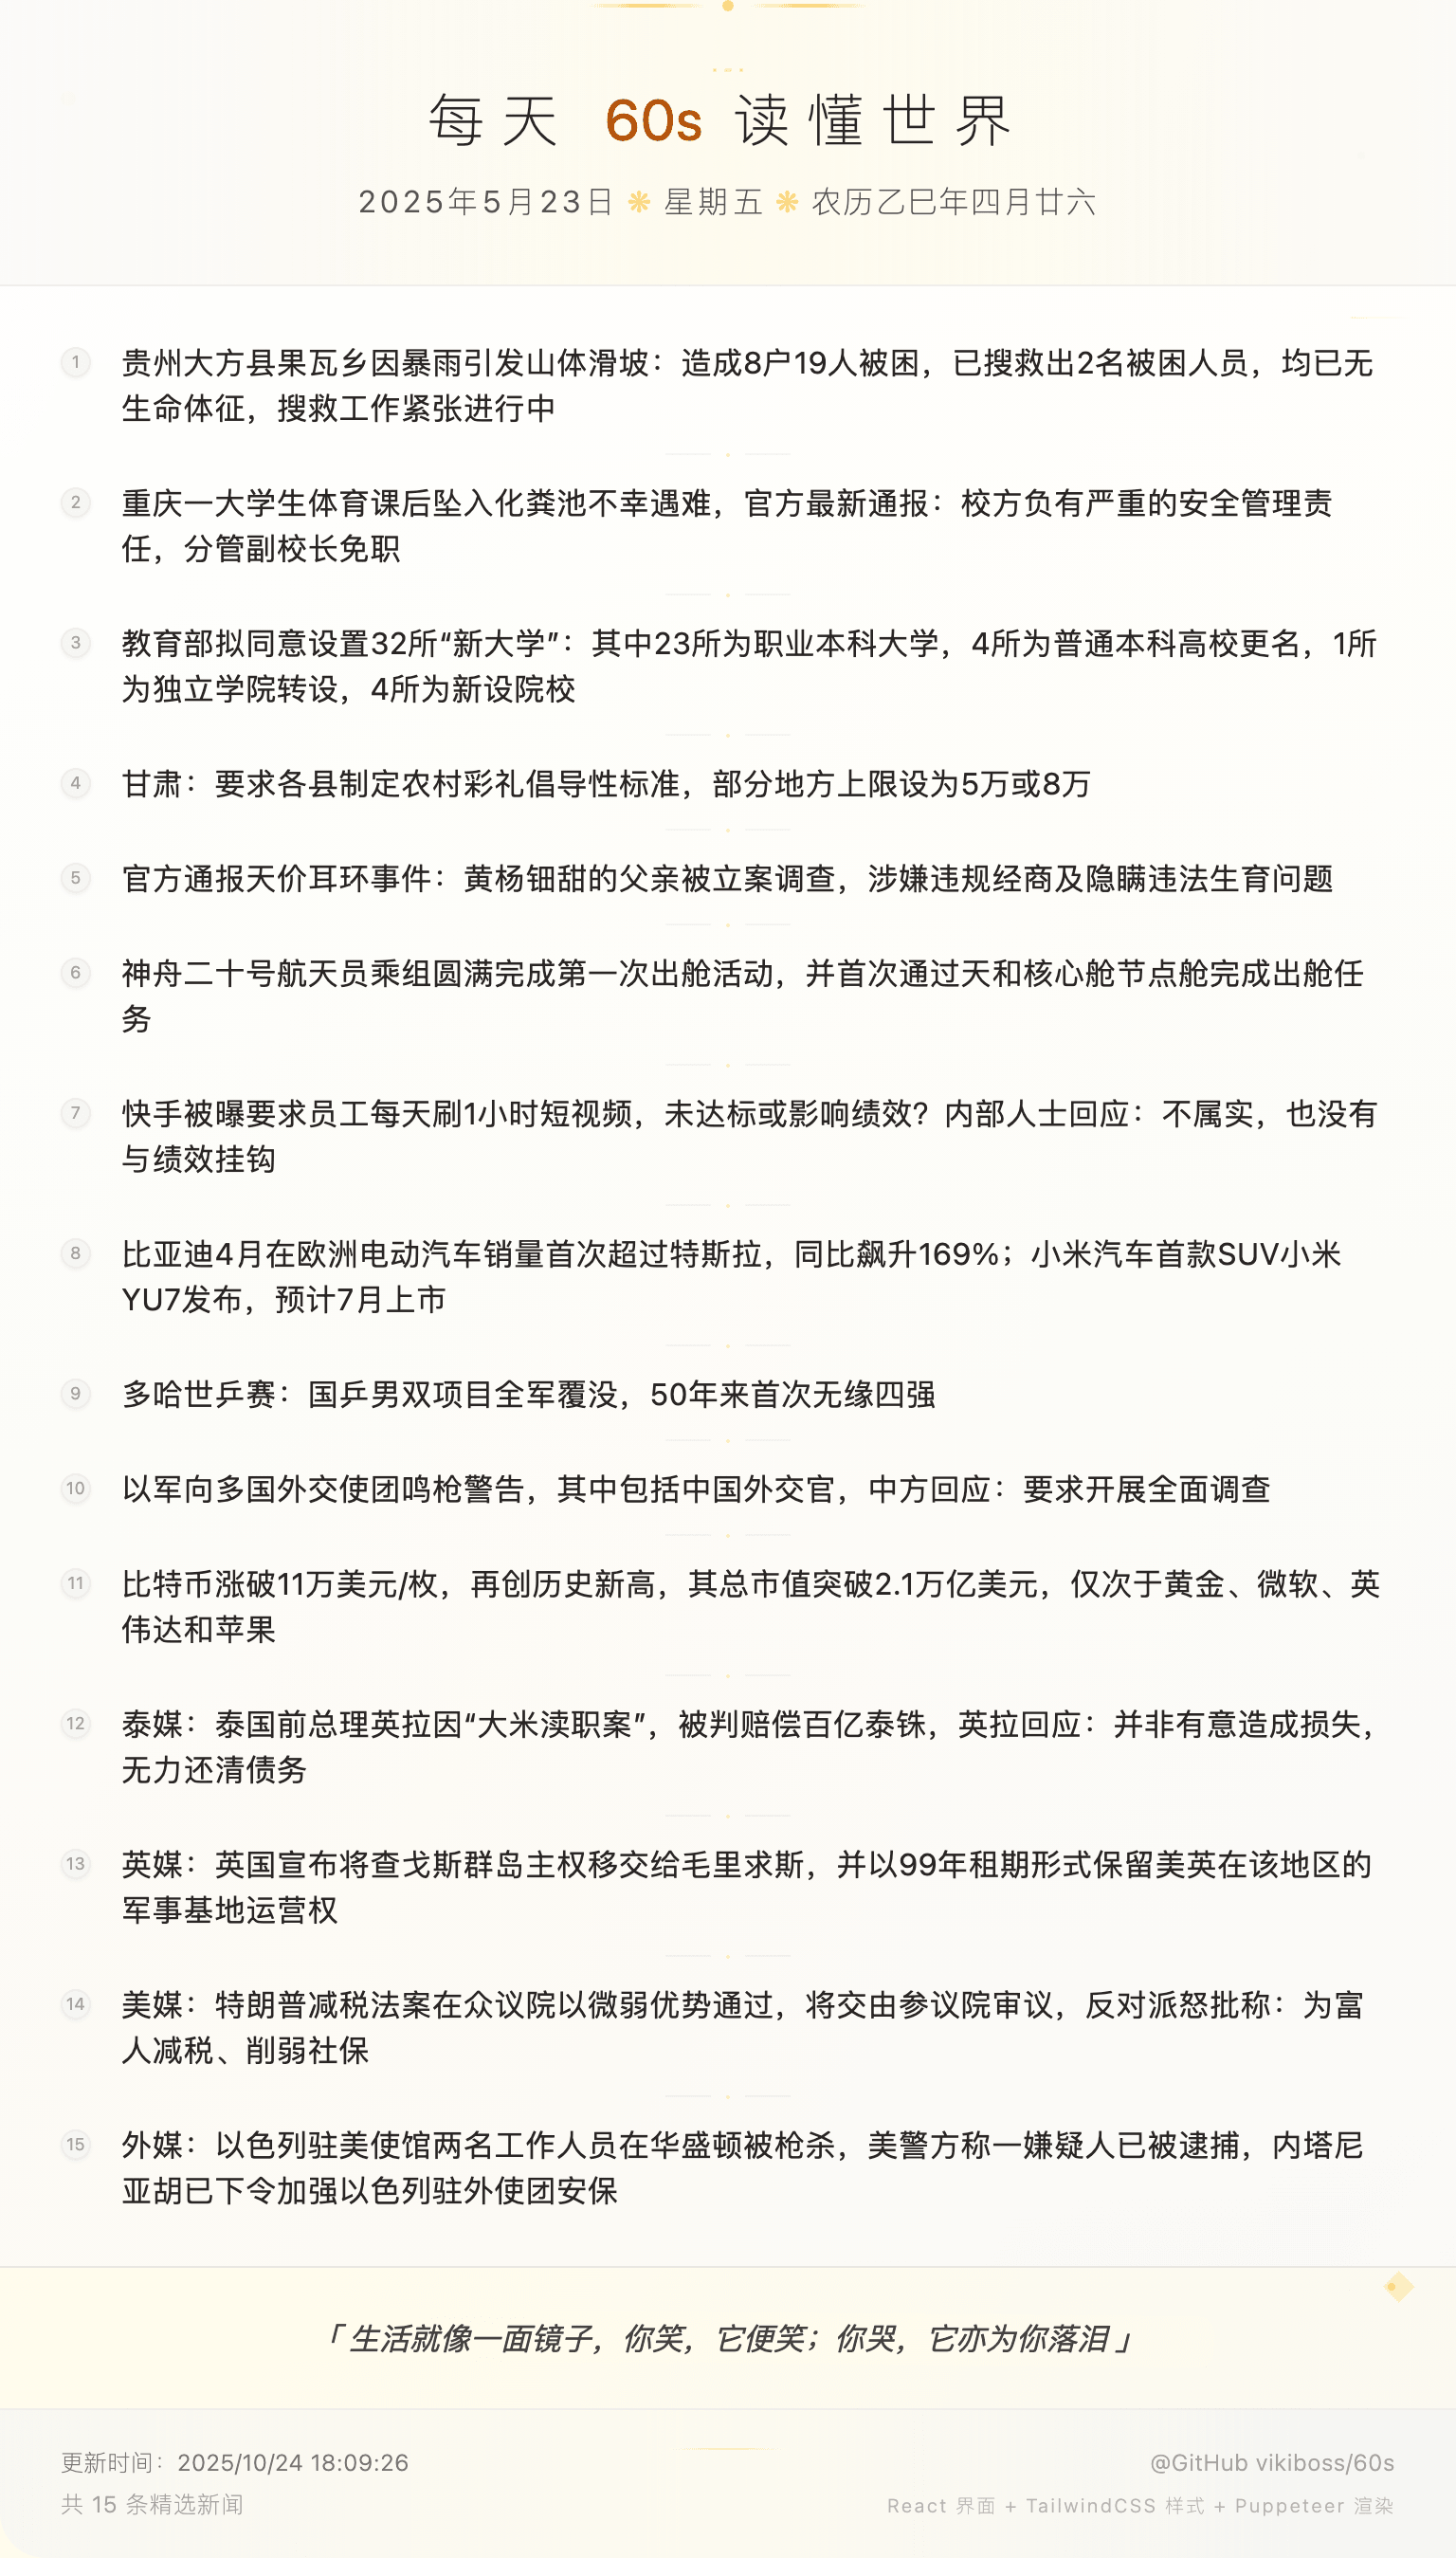 每天 60s 读懂世界
2025年5月23日 ❋ 星期五 ❋ 农历乙巳年四月廿六
1 贵州大方县果瓦乡因暴雨引发山体滑坡：造成8户19人被困，已搜救出2名被困人员，均已无
生命体征，搜救工作紧张进行中
2 重庆一大学生体育课后坠入化粪池不幸遇难，官方最新通报：校方负有严重的安全管理责
任，分管副校长免职
3 教育部拟同意设置32所“新大学”：其中23所为职业本科大学，4所为普通本科高校更名，1所
为独立学院转设，4所为新设院校
4 甘肃：要求各县制定农村彩礼倡导性标准，部分地方上限设为5万或8万
5 官方通报天价耳环事件：黄杨钿甜的父亲被立案调查，涉嫌违规经商及隐瞒违法生育问题
6 神舟二十号航天员乘组圆满完成第一次出舱活动，并首次通过天和核心舱节点舱完成出舱任
务
7 快手被曝要求员工每天刷1小时短视频，未达标或影响绩效？内部人士回应：不属实，也没有
与绩效挂钩
8 比亚迪4月在欧洲电动汽车销量首次超过特斯拉，同比飙升169%；小米汽车首款SUV小米
YU7发布，预计7月上市
9 多哈世乒赛：国乒男双项目全军覆没，50年来首次无缘四强
10 以军向多国外交使团鸣枪警告，其中包括中国外交官，中方回应：要求开展全面调查
11 比特币涨破11万美元/枚，再创历史新高，其总市值突破2.1万亿美元，仅次于黄金、微软、英
伟达和苹果
12 泰媒：泰国前总理英拉因“大米渎职案”，被判赔偿百亿泰铢，英拉回应：并非有意造成损失，
无力还清债务
13 英媒：英国宣布将查戈斯群岛主权移交给毛里求斯，并以99年租期形式保留美英在该地区的
军事基地运营权
14 美媒：特朗普减税法案在众议院以微弱优势通过，将交由参议院审议，反对派怒批称：为富
人减税、削弱社保
15 外媒：以色列驻美使馆两名工作人员在华盛顿被枪杀，美警方称一嫌疑人已被逮捕，内塔尼
亚胡已下令加强以色列驻外使团安保
「 生活就像一面镜子，你笑，它便笑；你哭，它亦为你落泪 」
更新时间：2025/10/24 18:09:26
@GitHub vikiboss/60s
共 15 条精选新闻
React 界面 + TailwindCSS 样式 + Puppeteer 渲染